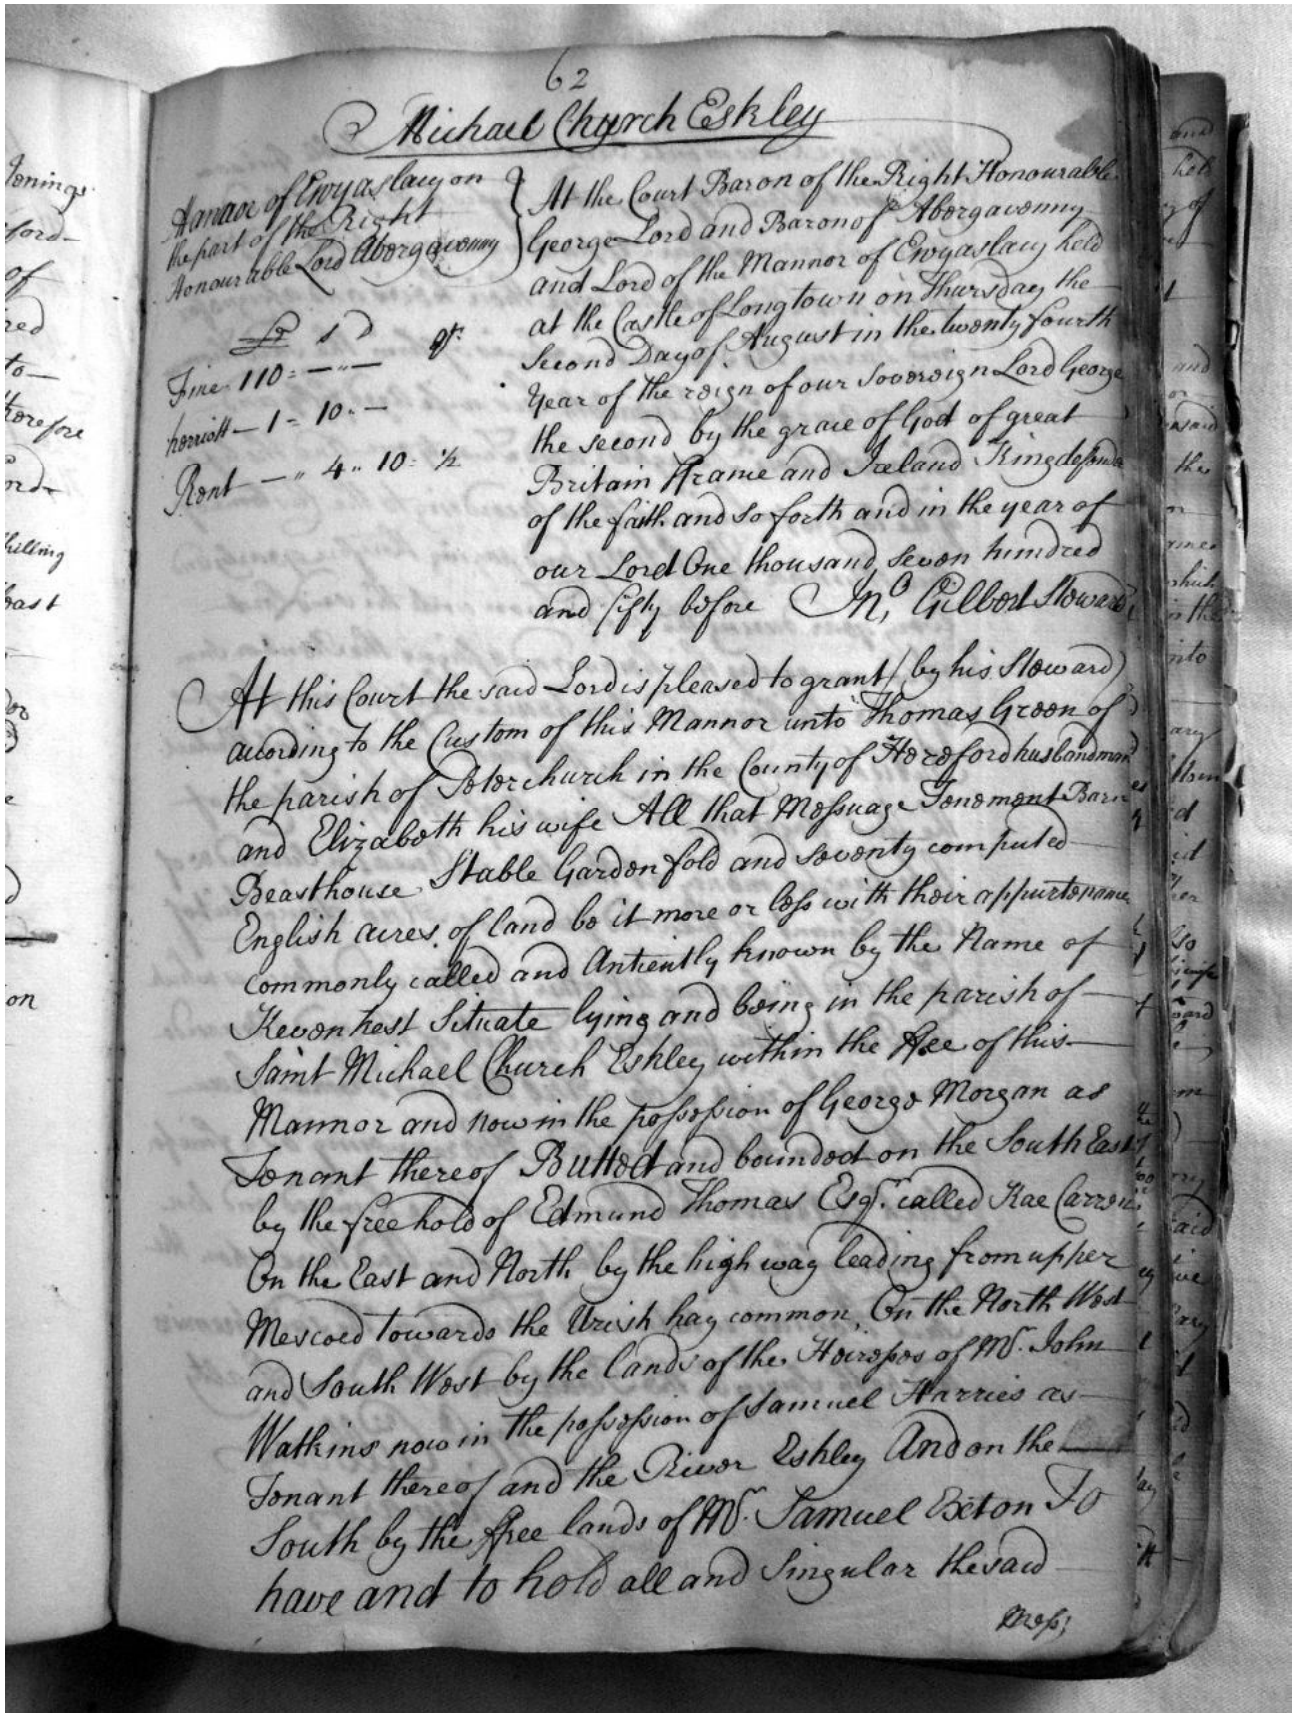 62
Michael Church Eskley
Mannor of Ewyaslacy on
the part of the Right
Honourable Lord Abergavenny
£ s d qr
Fine 110 = — " —
herriott — 1 = 10 " —
Rent — " 4 " 10 = ½
At the Court Baron of the Right Honourable
George Lord and Baron of Abergavenny
and Lord of the Mannor of Ewyaslacy held
at the Castle of Longtown on Thursday the
Second Day of August in the twenty fourth
Year of the reign of our Sovereign Lord George
the second by the grace of God of great
Britain France and Ireland King defender
of the faith and so forth and in the year of
our Lord One thousand seven hundred
and fifty before Jno. Gilbert Steward
At this Court the said Lord is pleased to grant (by his Steward)
according to the Custom of this Mannor unto Thomas Green of
the parish of Peterchurch in the County of Hereford husbandman
and Elizabeth his wife All that Messuage Tenement Barn
Beasthouse Stable Garden fold and seventy computed
English acres of land be it more or less with their appurtenances
commonly called and Antiently known by the Name of
Kevenhest Situate lying and being in the parish of
Saint Michael Church Eskley within the ffee of this
Mannor and now in the possession of George Morgan as
Tenant thereof Butted and bounded on the South East
by the freehold of Edmund Thomas Esqr. called Kae Carren
On the East and North by the high way leading from upper
Mescoed towards the Urish hay common, On the North West
and South West by the lands of the Heiresses of Mr. John
Watkins now in the possession of Samuel Harries as
Tenant thereof and the River Eskley And on the
South by the ffree lands of Mr. Samuel Exton To
have and to hold all and Singular the said
Mess;